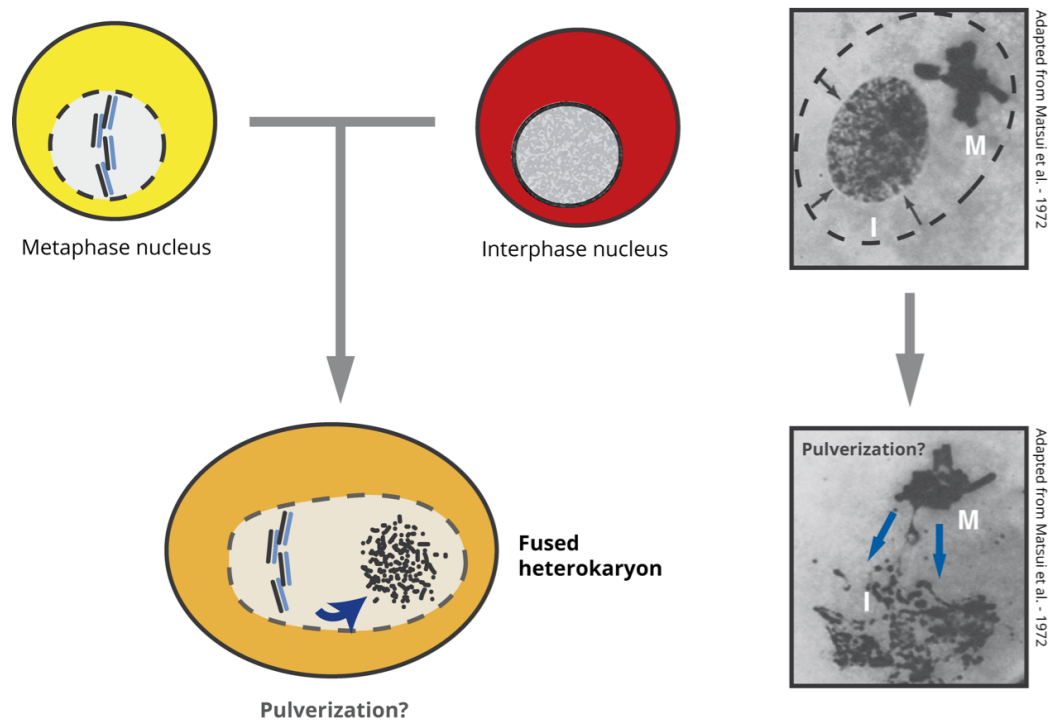 Metaphase nucleus
Interphase nucleus
M
I
Adapted from Matsui et al. - 1972
Fused
heterokaryon
Pulverization?
Pulverization?
M
I
Adapted from Matsui et al. - 1972